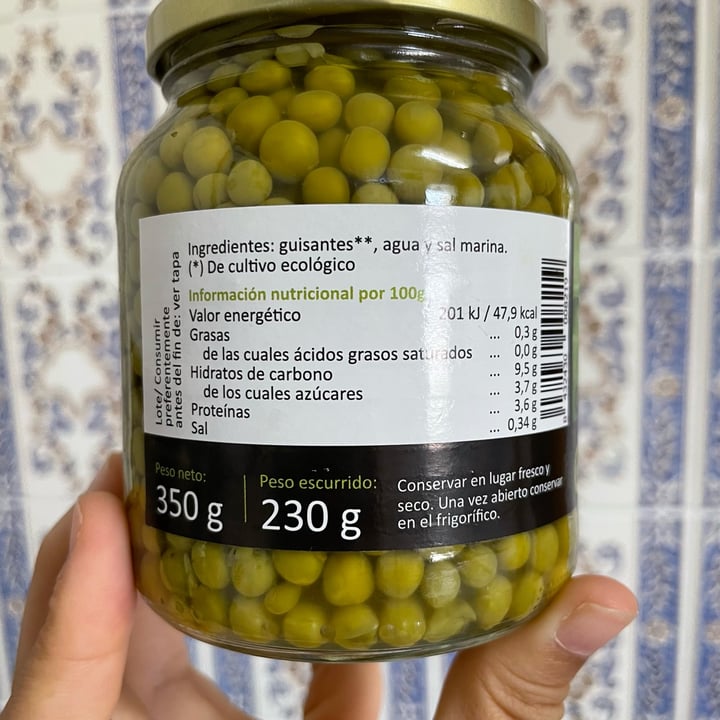 Ingredientes: guisantes**, agua y sal marina.
(*) De cultivo ecológico
Información nutricional por 100g
Valor energético 201 kJ / 47,9 kcal
Grasas ... 0,3 g
de las cuales ácidos grasos saturados ... 0,0 g
Hidratos de carbono ... 9,5 g
de los cuales azúcares ... 3,7 g
Proteínas ... 3,6 g
Sal ... 0,34 g
Lote/ Consumir
preferentemente
antes del fin de: ver tapa
Peso neto:
350 g
Peso escurrido:
230 g
Conservar en lugar fresco y
seco. Una vez abierto conservar
en el frigorífico.